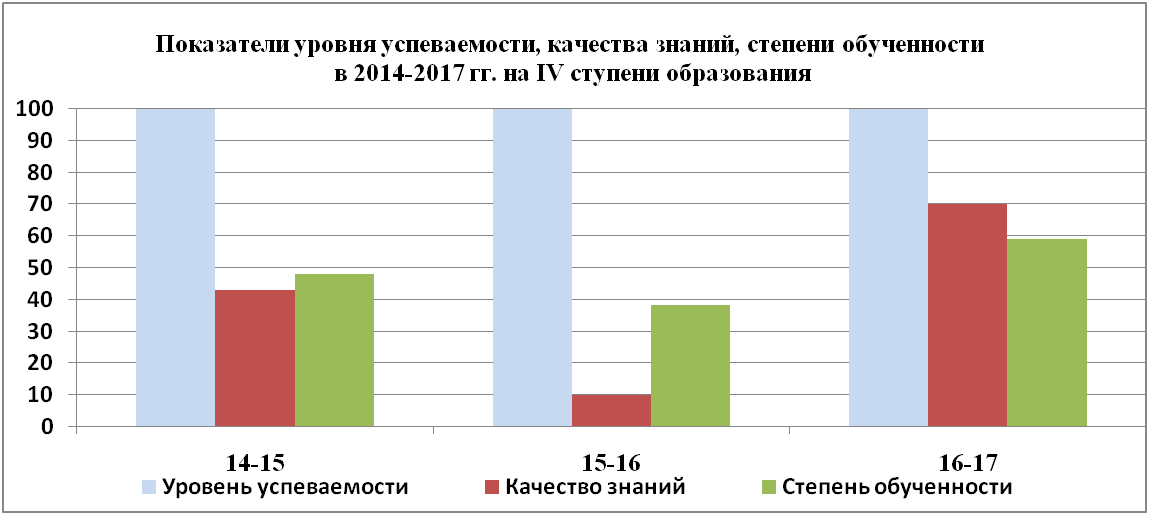 Показатели уровня успеваемости, качества знаний, степени обученности
в 2014-2017 гг. на IV ступени образования
100
90
80
70
60
50
40
30
20
10
0
14-15 15-16 16-17
Уровень успеваемости Качество знаний Степень обученности